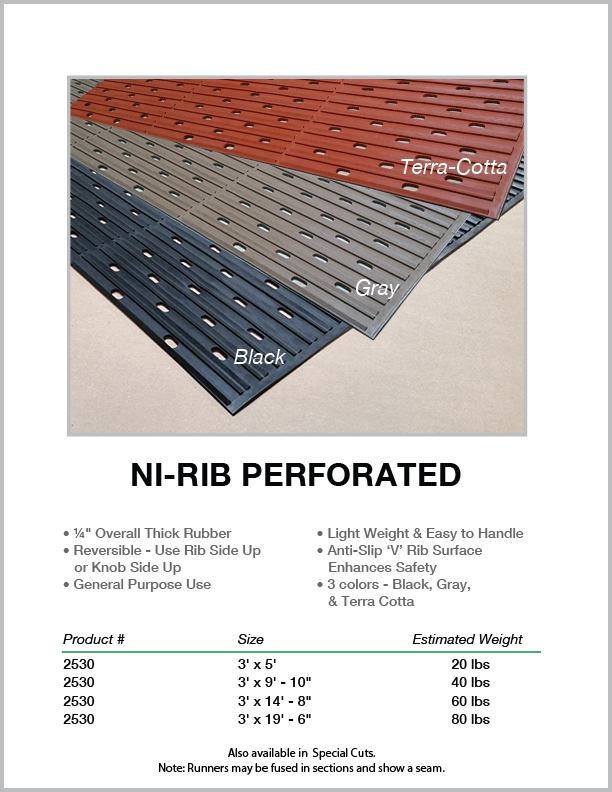 Terra-Cotta
Gray
Black
NI-RIB PERFORATED
• ¼" Overall Thick Rubber
• Reversible - Use Rib Side Up
or Knob Side Up
• General Purpose Use
• Light Weight & Easy to Handle
• Anti-Slip ‘V’ Rib Surface
Enhances Safety
• 3 colors - Black, Gray,
& Terra Cotta
Product # Size Estimated Weight
2530 3' x 5' 20 lbs
2530 3' x 9' - 10" 40 lbs
2530 3' x 14' - 8" 60 lbs
2530 3' x 19' - 6" 80 lbs
Also available in Special Cuts.
Note: Runners may be fused in sections and show a seam.